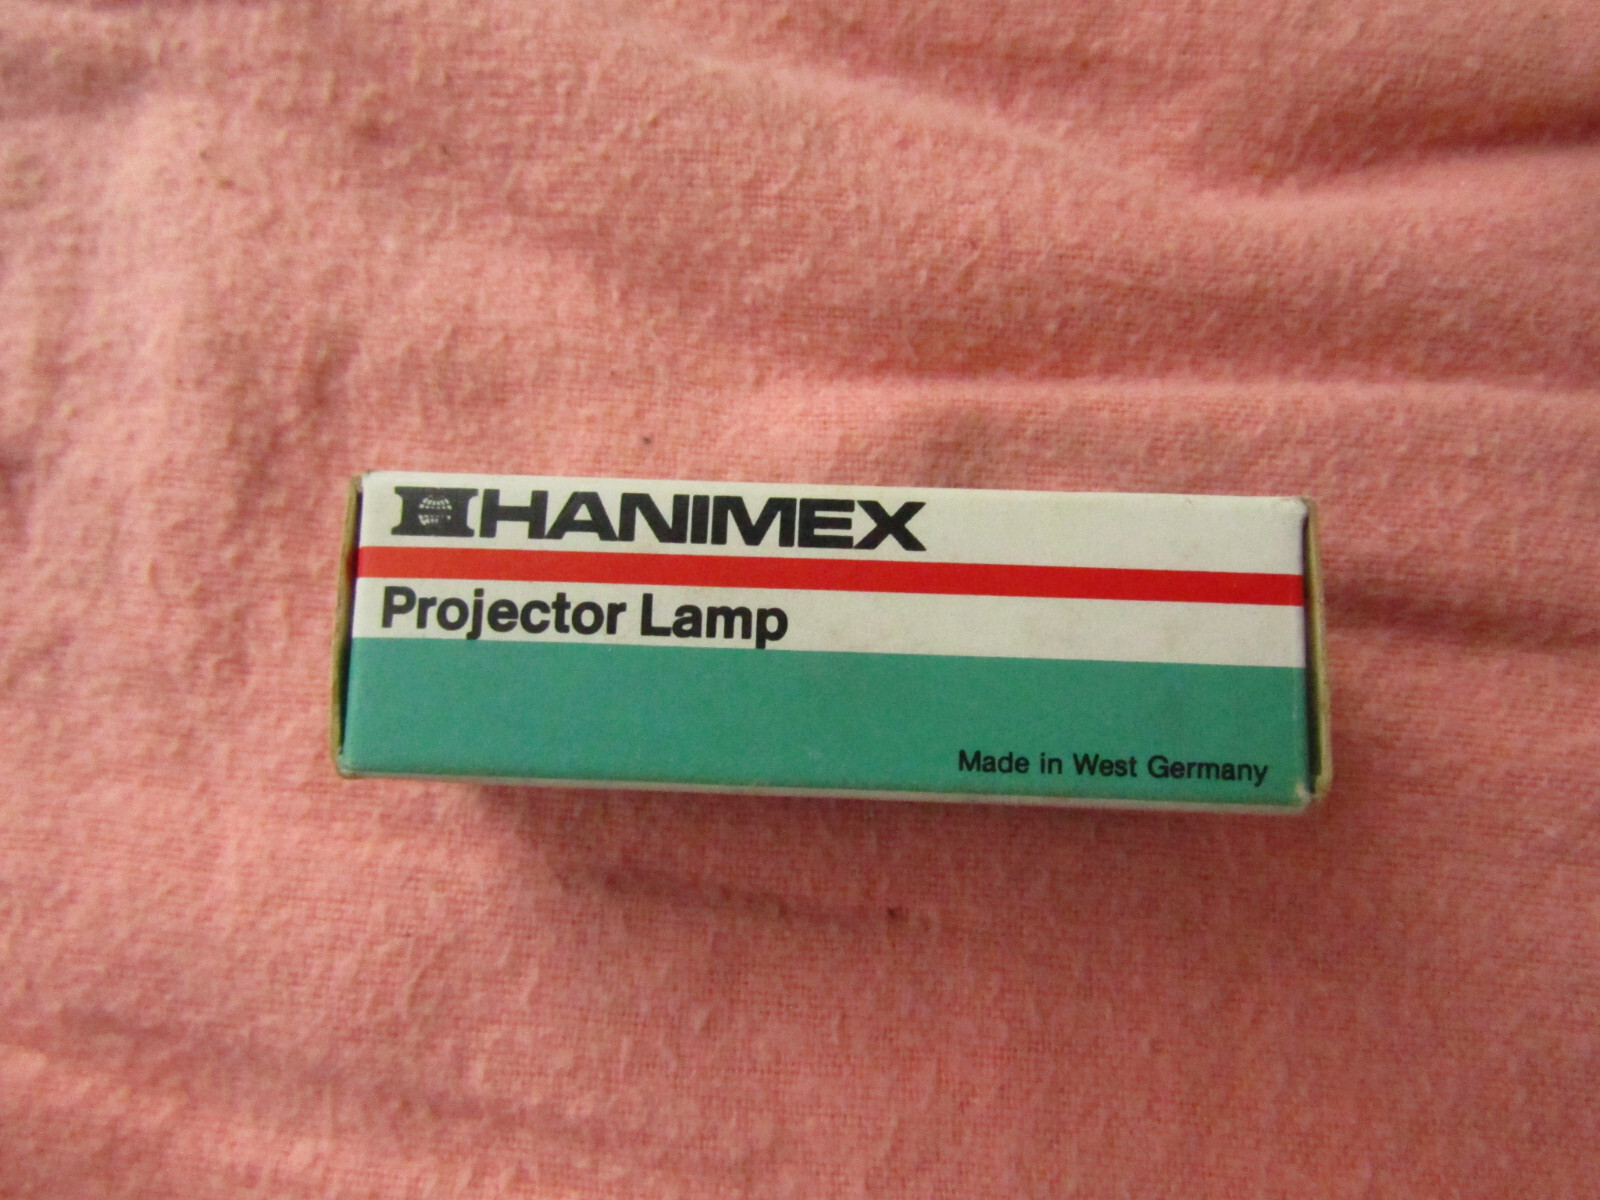 HANIMEX
Projector Lamp
Made in West Germany